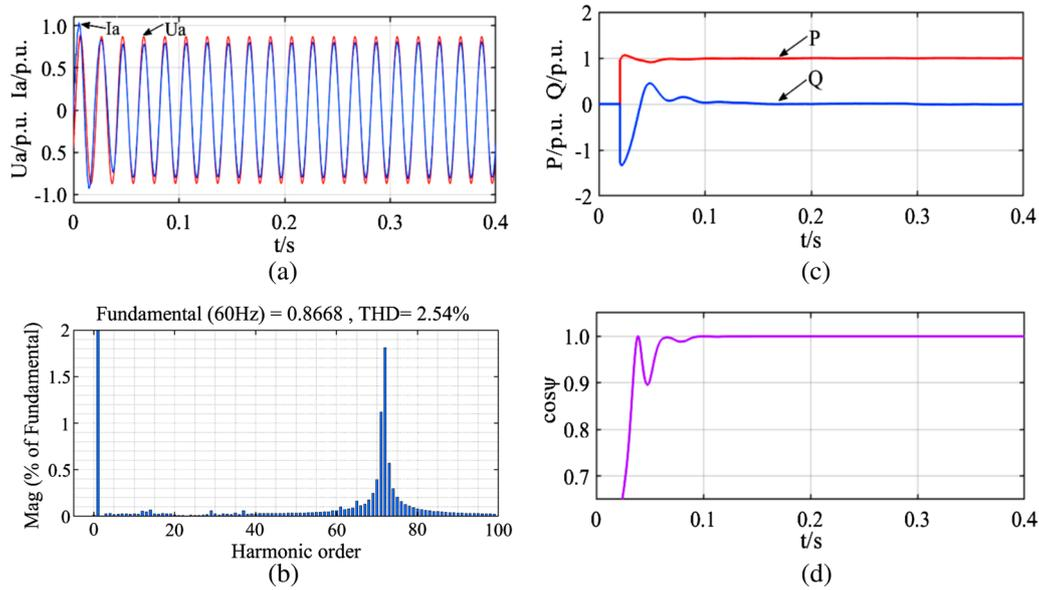 1.0
0.5
0
0.5
-1.0
Ua/p.u. Ia/p.u.
Ia
Ua
0
0.1
0.2
0.3
0.4
t/s
(a)
2
1
0
-1
-2
P/p.u. Q/p.u.
P
Q
0
0.1
0.2
0.3
0.4
t/s
(c)
Fundamental (60Hz) = 0.8668 , THD= 2.54%
2
1.5
1
0.5
0
Mag (% of Fundamental)
0
20
40
60
80
100
Harmonic order
(b)
1.0
0.9
0.8
0.7
cosψ
0
0.1
0.2
0.3
0.4
t/s
(d)